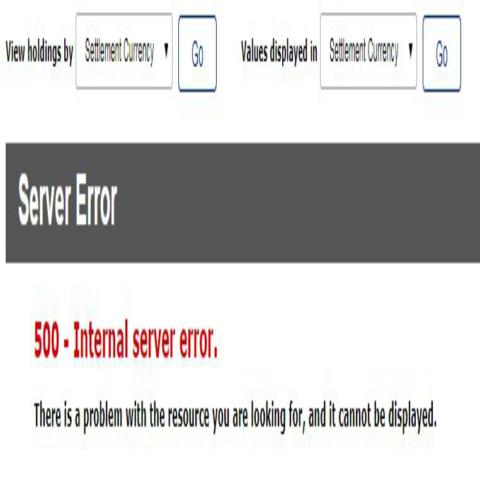 View holdings by Settlement Currency Go Values displayed in Settlement Currency Go
Server Error
500 - Internal server error.
There is a problem with the resource you are looking for, and it cannot be displayed.